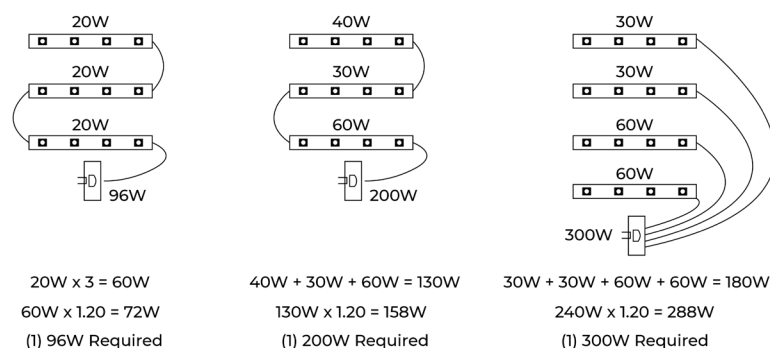 20W
20W
20W
96W
20W x 3 = 60W
60W x 1.20 = 72W
(1) 96W Required
40W
30W
60W
200W
40W + 30W + 60W = 130W
130W x 1.20 = 158W
(1) 200W Required
30W
30W
60W
60W
300W
30W + 30W + 60W + 60W = 180W
240W x 1.20 = 288W
(1) 300W Required